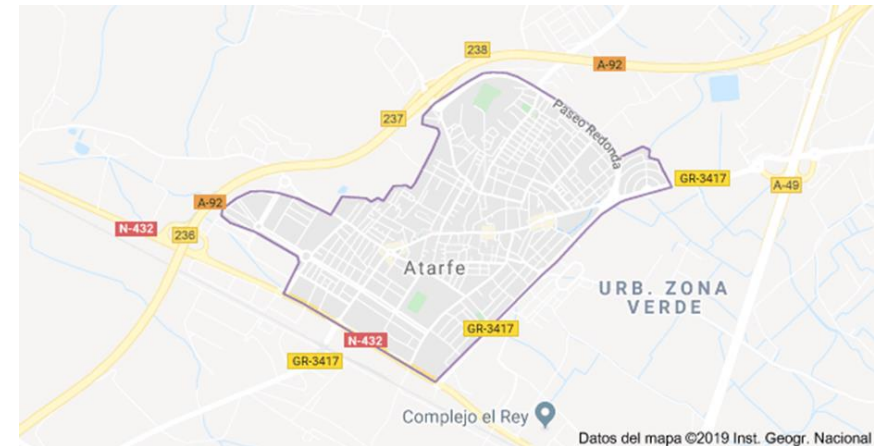 238
A-92
237
Paseo Redonda
GR-3417
A-49
A-92
N-432
236
Atarfe
URB. ZONA
VERDE
GR-3417
N-432
GR-3417
Complejo el Rey
Datos del mapa ©2019 Inst. Geogr. Nacional